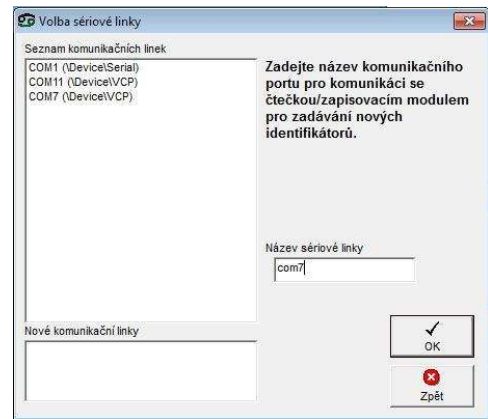 Volba sériové linky
Seznam komunikačních linek
COM1 (\Device\Serial)
COM11 (\Device\VCP)
COM7 (\Device\VCP)
Zadejte název komunikačního
portu pro komunikáci se
čtečkou/zapisovacím modulem
pro zadávání nových
identifikátorů.
Název sériové linky
com7
Nové komunikační linky
OK
Zpět